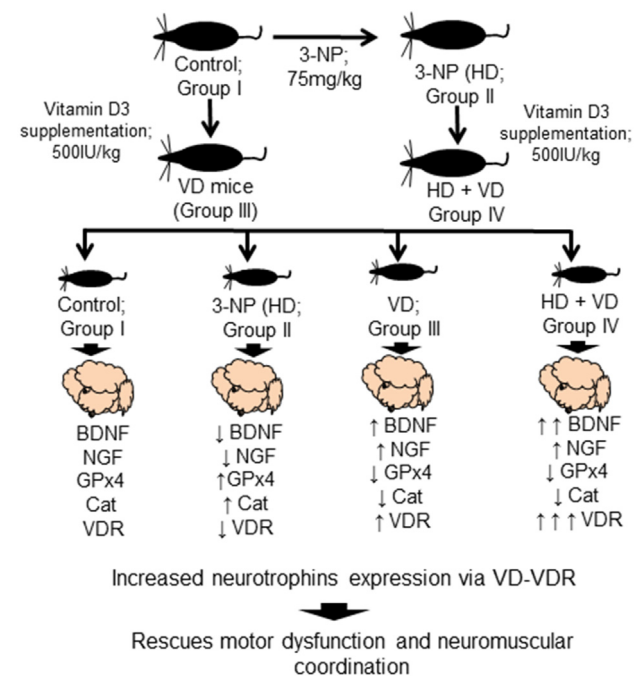 Control;
Group I
3-NP;
75mg/kg
3-NP (HD;
Group II
Vitamin D3
supplementation;
500IU/kg
Vitamin D3
supplementation;
500IU/kg
VD mice
(Group III)
HD + VD
Group IV
Control;
Group I
3-NP (HD;
Group II
VD;
Group III
HD + VD
Group IV
BDNF
NGF
GPx4
Cat
VDR
↓ BDNF
↓ NGF
↑GPx4
↑ Cat
↓ VDR
↑ BDNF
↑ NGF
↓ GPx4
↓ Cat
↑ VDR
↑ ↑ BDNF
↑ NGF
↓ GPx4
↓ Cat
↑ ↑ ↑ VDR
Increased neurotrophins expression via VD-VDR
Rescues motor dysfunction and neuromuscular
coordination